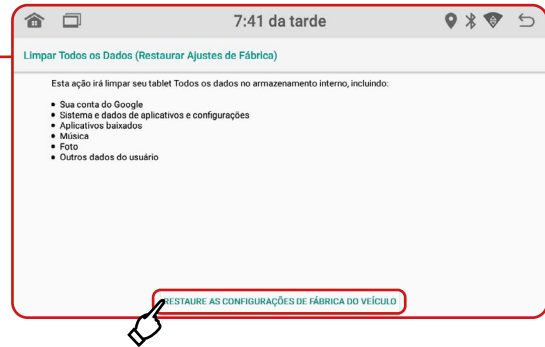 7:41 da tarde
Limpar Todos os Dados (Restaurar Ajustes de Fábrica)
Esta ação irá limpar seu tablet Todos os dados no armazenamento interno, incluindo:
• Sua conta do Google
• Sistema e dados de aplicativos e configurações
• Aplicativos baixados
• Música
• Foto
• Outros dados do usuário
RESTAURE AS CONFIGURAÇÕES DE FÁBRICA DO VEÍCULO